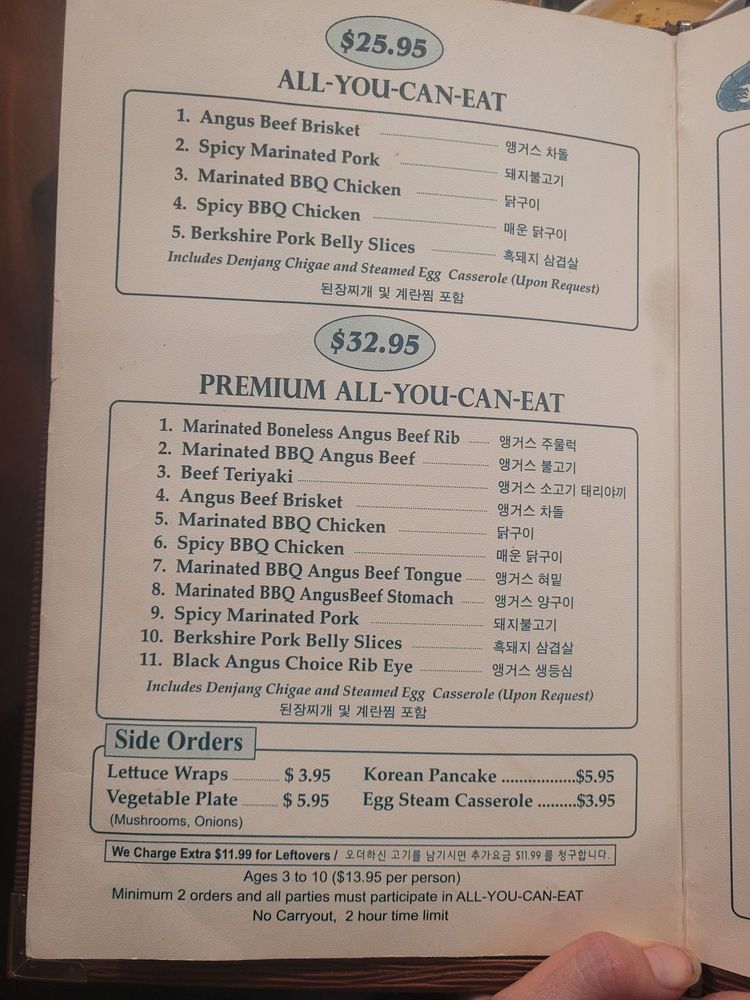 $25.95
ALL-YOU-CAN-EAT
1. Angus Beef Brisket 앵거스 차돌
2. Spicy Marinated Pork 돼지불고기
3. Marinated BBQ Chicken 닭구이
4. Spicy BBQ Chicken 매운 닭구이
5. Berkshire Pork Belly Slices 흑돼지 삼겹살
Includes Denjang Chigae and Steamed Egg Casserole (Upon Request)
된장찌개 및 계란찜 포함
$32.95
PREMIUM ALL-YOU-CAN-EAT
1. Marinated Boneless Angus Beef Rib 앵거스 주물럭
2. Marinated BBQ Angus Beef 앵거스 불고기
3. Beef Teriyaki 앵거스 소고기 태리야끼
4. Angus Beef Brisket 앵거스 차돌
5. Marinated BBQ Chicken 닭구이
6. Spicy BBQ Chicken 매운 닭구이
7. Marinated BBQ Angus Beef Tongue 앵거스 혀밑
8. Marinated BBQ AngusBeef Stomach 앵거스 양구이
9. Spicy Marinated Pork 돼지불고기
10. Berkshire Pork Belly Slices 흑돼지 삼겹살
11. Black Angus Choice Rib Eye 앵거스 생등심
Includes Denjang Chigae and Steamed Egg Casserole (Upon Request)
된장찌개 및 계란찜 포함
Side Orders
Lettuce Wraps $ 3.95 Korean Pancake .................$5.95
Vegetable Plate $ 5.95 Egg Steam Casserole .........$3.95
(Mushrooms, Onions)
We Charge Extra $11.99 for Leftovers / 오더하신 고기를 남기시면 추가요금 $11.99 를 청구합니다.
Ages 3 to 10 ($13.95 per person)
Minimum 2 orders and all parties must participate in ALL-YOU-CAN-EAT
No Carryout, 2 hour time limit